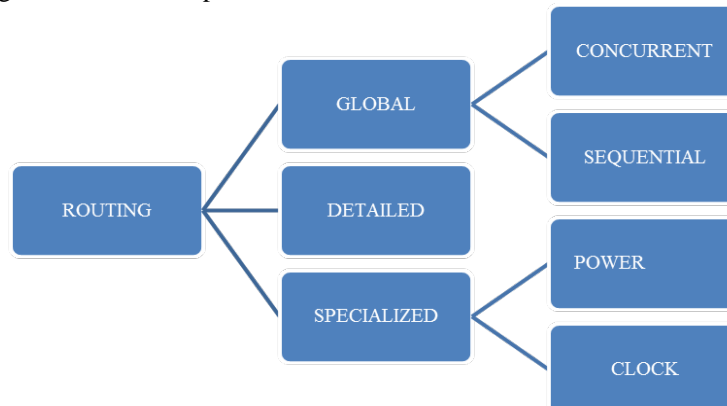 CONCURRENT
GLOBAL
SEQUENTIAL
ROUTING
DETAILED
POWER
SPECIALIZED
CLOCK